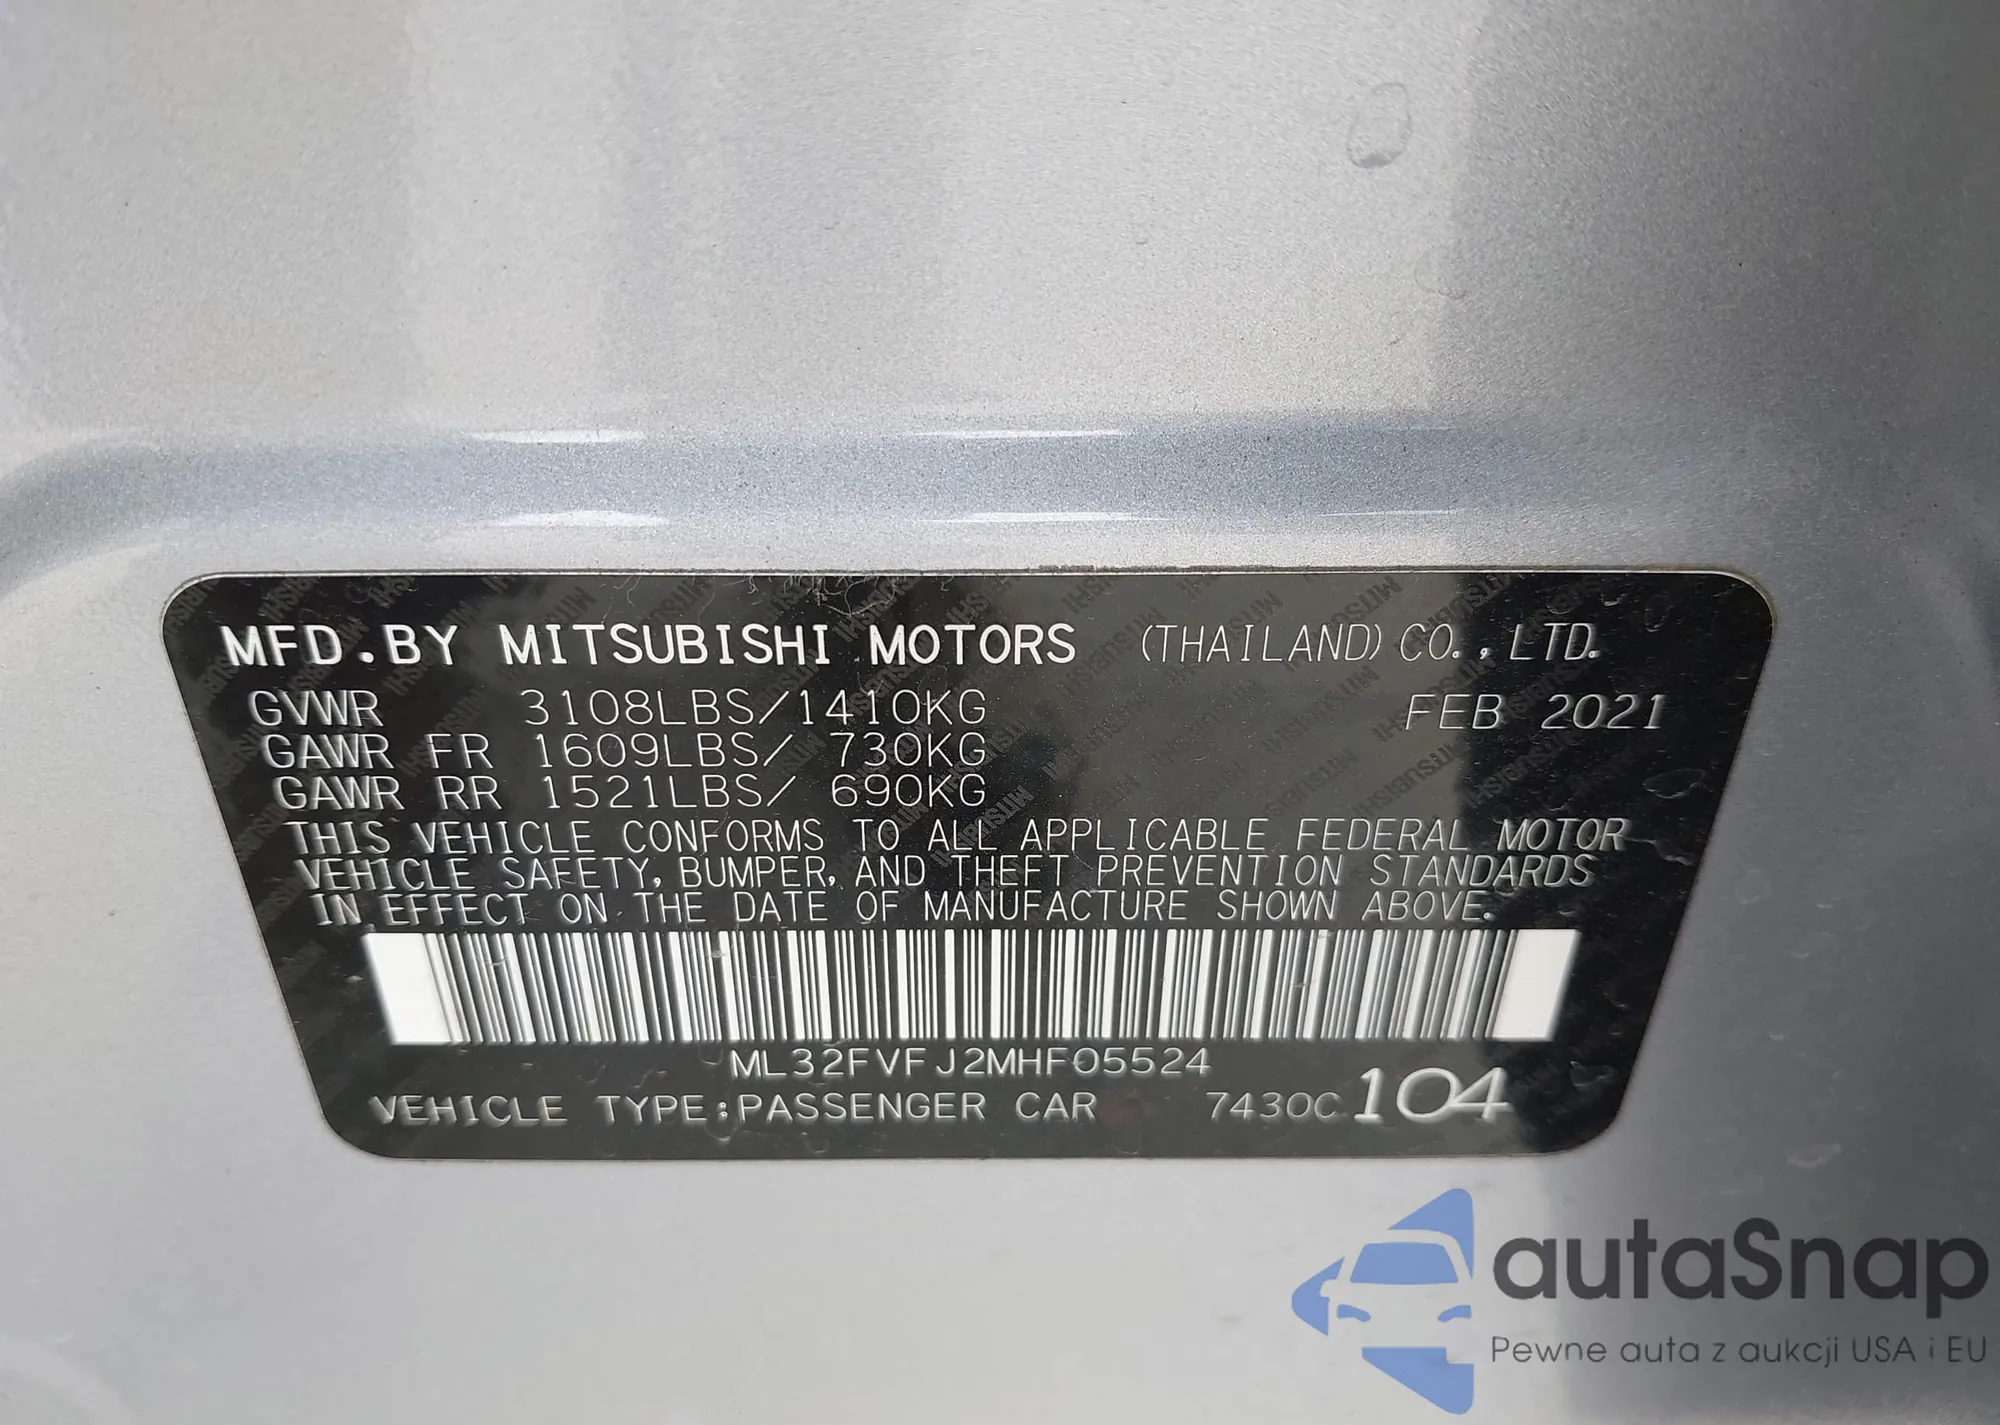 MFD.BY MITSUBISHI MOTORS (THAILAND) CO., LTD.
GVWR 3108LBS/1410KG FEB 2021
GAWR FR 1609LBS/ 730KG
GAWR RR 1521LBS/ 690KG
THIS VEHICLE CONFORMS TO ALL APPLICABLE FEDERAL MOTOR
VEHICLE SAFETY, BUMPER, AND THEFT PREVENTION STANDARDS
IN EFFECT ON THE DATE OF MANUFACTURE SHOWN ABOVE.
ML32FVFJ2MHF05524
VEHICLE TYPE:PASSENGER CAR 7430C 104
autaSnap
Pewne auta z aukcji USA i EU